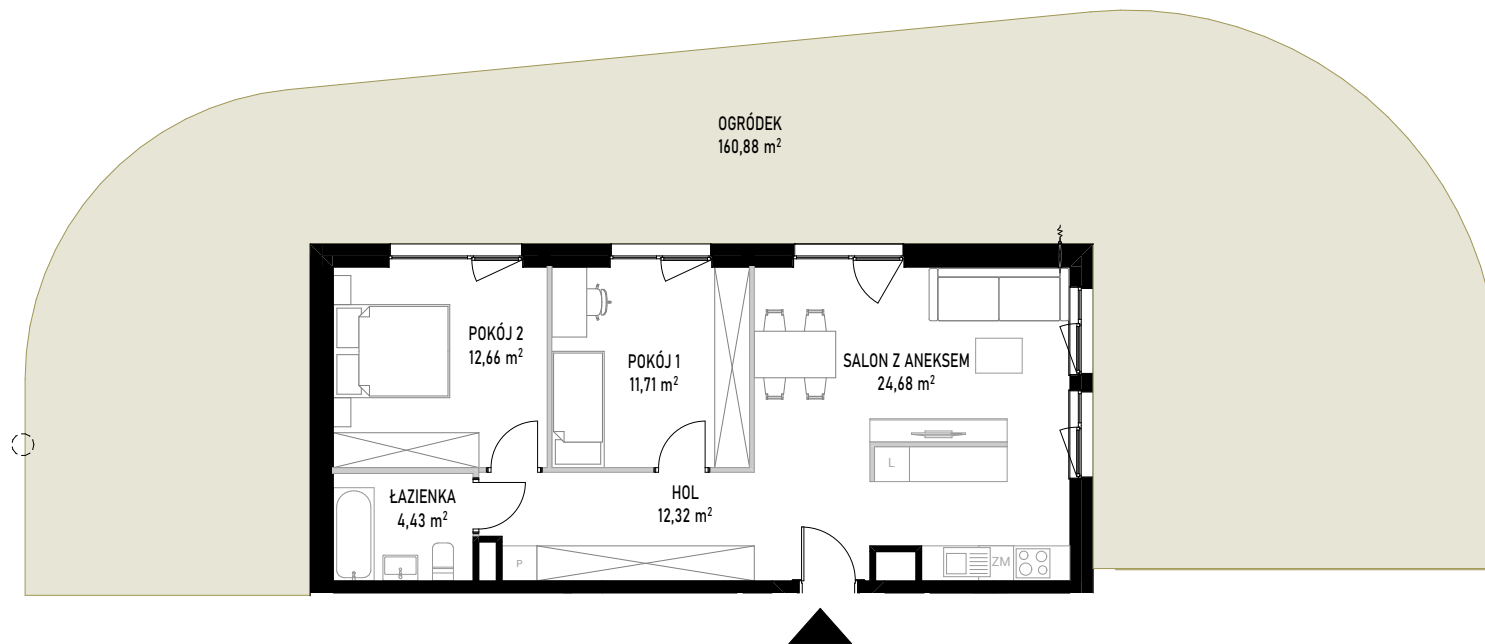 OGRÓDEK
160,88 m²
POKÓJ 2
12,66 m²
POKÓJ 1
11,71 m²
SALON Z ANEKSEM
24,68 m²
L
ŁAZIENKA
4,43 m²
HOL
12,32 m²
P
ZM